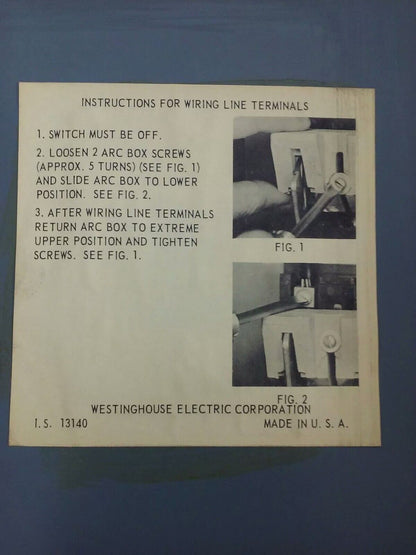 INSTRUCTIONS FOR WIRING LINE TERMINALS
1. SWITCH MUST BE OFF.
2. LOOSEN 2 ARC BOX SCREWS
(APPROX. 5 TURNS) (SEE FIG. 1)
AND SLIDE ARC BOX TO LOWER
POSITION. SEE FIG. 2.
3. AFTER WIRING LINE TERMINALS
RETURN ARC BOX TO EXTREME
UPPER POSITION AND TIGHTEN
SCREWS. SEE FIG. 1.
FIG. 1
FIG. 2
WESTINGHOUSE ELECTRIC CORPORATION
I.S. 13140 MADE IN U. S. A.